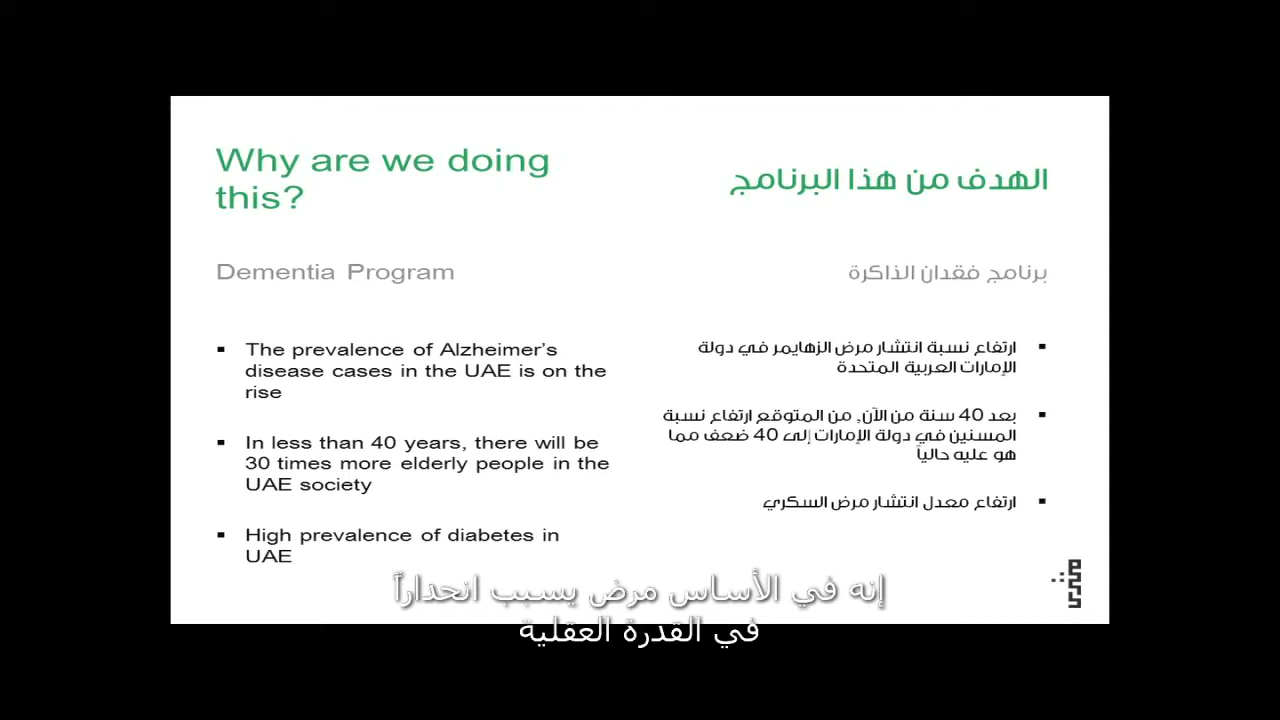 Why are we doing
this?
الهدف من هذا البرنامج
Dementia Program
برنامج فقدان الذاكرة
▪ The prevalence of Alzheimer's
disease cases in the UAE is on the
rise
▪ In less than 40 years, there will be
30 times more elderly people in the
UAE society
▪ High prevalence of diabetes in
UAE
▪ ارتفاع نسبة انتشار مرض الزهايمر في دولة
الإمارات العربية المتحدة
▪ بعد 40 سنة من الآن، من المتوقع ارتفاع نسبة
المسنين في دولة الإمارات إلى 40 ضعف مما
هو عليه حالياً
▪ ارتفاع معدل انتشار مرض السكري
إنه في الأساس مرض يسبب انحداراً
في القدرة العقلية